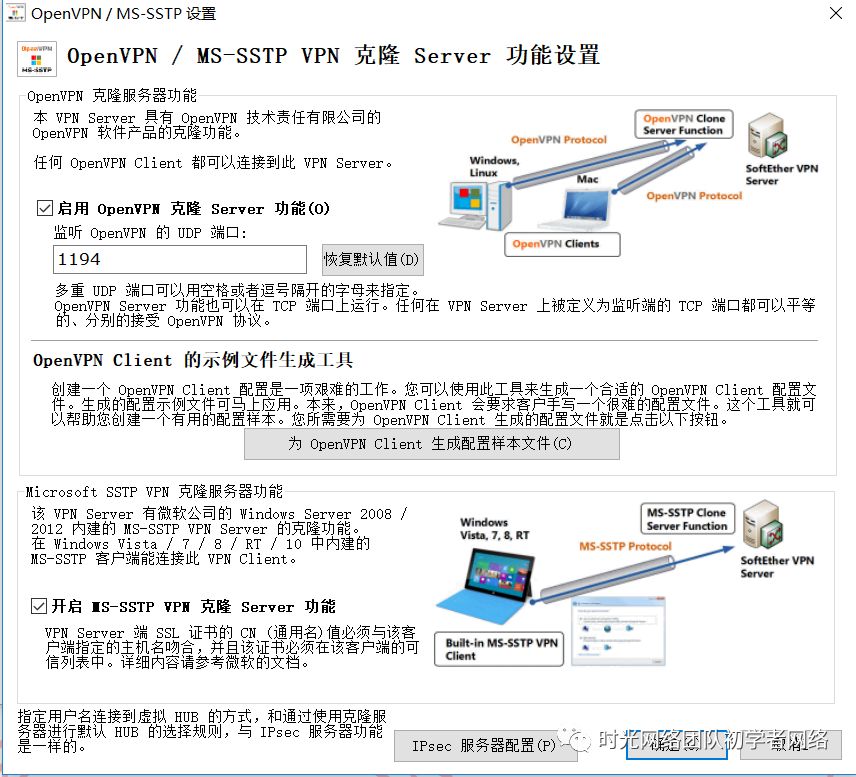 OpenVPN / MS-SSTP 设置
OpenVPN / MS-SSTP VPN 克隆 Server 功能设置
OpenVPN 克隆服务器功能
本 VPN Server 具有 OpenVPN 技术责任有限公司的
OpenVPN 软件产品的克隆功能。
任何 OpenVPN Client 都可以连接到此 VPN Server。
OpenVPN Clone
Server Function
OpenVPN Protocol
Windows,
Linux
Mac
SoftEther VPN
Server
OpenVPN Protocol
OpenVPN Clients
启用 OpenVPN 克隆 Server 功能(O)
监听 OpenVPN 的 UDP 端口:
1194
恢复默认值(D)
多重 UDP 端口可以用空格或者逗号隔开的字母来指定。
OpenVPN Server 功能也可以在 TCP 端口上运行。任何在 VPN Server 上被定义为监听端的 TCP 端口都可以平等
的、分别的接受 OpenVPN 协议。
OpenVPN Client 的示例文件生成工具
创建一个 OpenVPN Client 配置是一项艰难的工作。您可以使用此工具来生成一个合适的 OpenVPN Client 配置文
件。生成的配置示例文件可马上应用。本来,OpenVPN Client 会要求客户手写一个很难的配置文件。这个工具就可
以帮助您创建一个有用的配置样本。您所需要为 OpenVPN Client 生成的配置文件就是点击以下按钮。
为 OpenVPN Client 生成配置样本文件(C)
Microsoft SSTP VPN 克隆服务器功能
该 VPN Server 有微软公司的 Windows Server 2008 /
2012 内建的 MS-SSTP VPN Server 的克隆功能。
在 Windows Vista / 7 / 8 / RT / 10 中内建的
MS-SSTP 客户端能连接此 VPN Client。
MS-SSTP Clone
Server Function
Windows
Vista, 7, 8, RT
MS-SSTP Protocol
SoftEther VPN
Server
Built-in MS-SSTP VPN
Client
开启 MS-SSTP VPN 克隆 Server 功能
VPN Server 端 SSL 证书的 CN (通用名)值必须与该客
户端指定的主机名吻合，并且该证书必须在该客户端的可
信列表中。详细内容请参考微软的文档。
指定用户名连接到虚拟 HUB 的方式，和通过使用克隆服
务器进行默认 HUB 的选择规则，与 IPsec 服务器功能
是一样的。
IPsec 服务器配置(P)
时光网络团队初学者网络